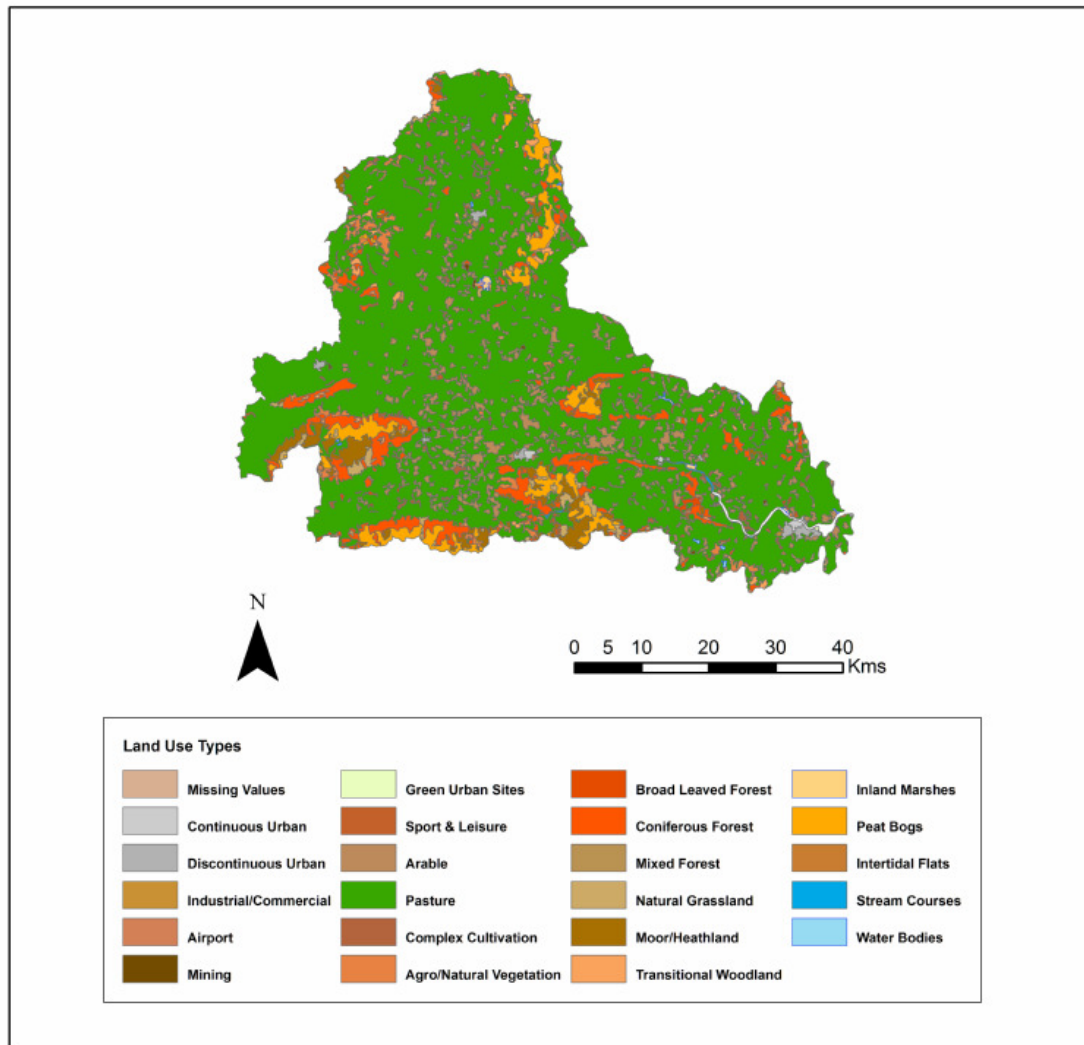 N
0 5 10 20 30 40
Kms
Land Use Types
Missing Values
Green Urban Sites
Broad Leaved Forest
Inland Marshes
Continuous Urban
Sport & Leisure
Coniferous Forest
Peat Bogs
Discontinuous Urban
Arable
Mixed Forest
Intertidal Flats
Industrial/Commercial
Pasture
Natural Grassland
Stream Courses
Airport
Complex Cultivation
Moor/Heathland
Water Bodies
Mining
Agro/Natural Vegetation
Transitional Woodland